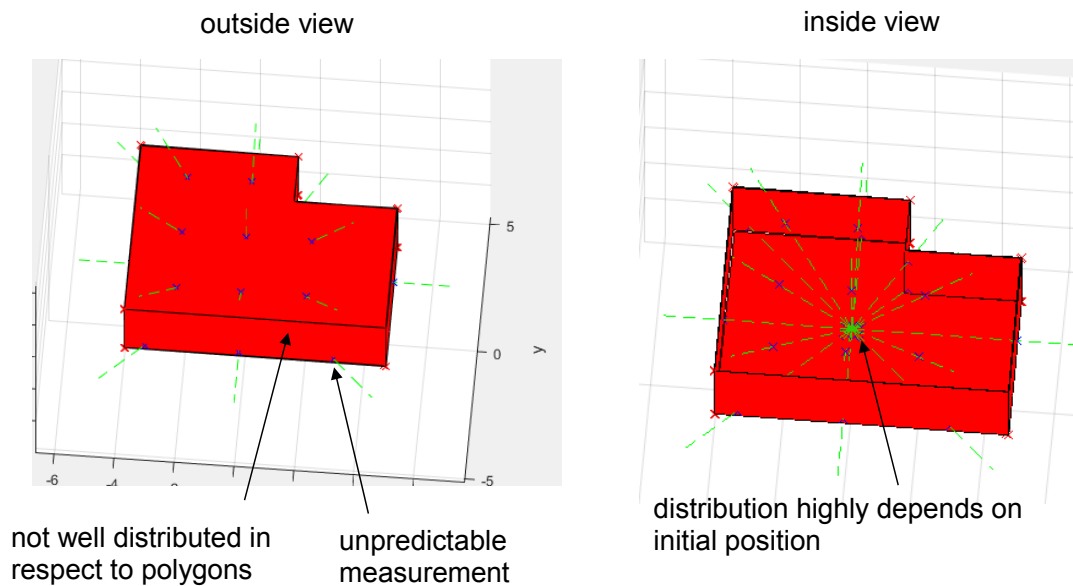 outside view
inside view
5
0
y
-5
-6
-4
not well distributed in
respect to polygons
unpredictable
measurement
distribution highly depends on
initial position